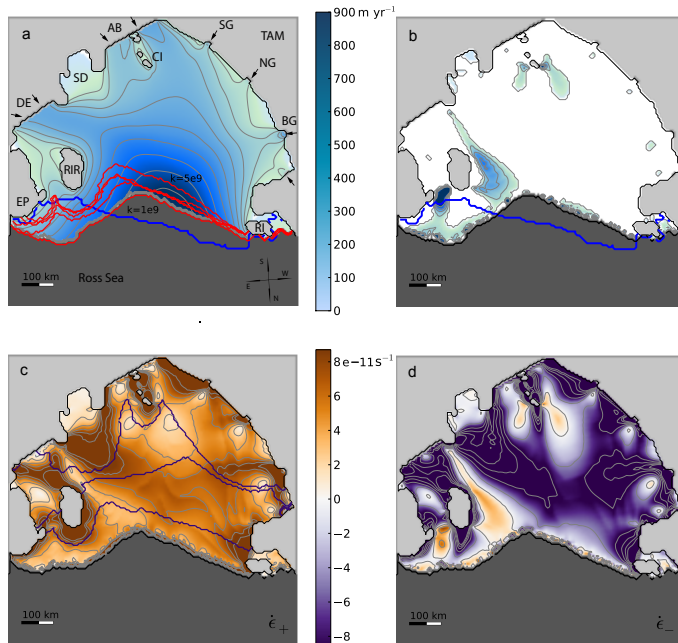 a
AB
SG
TAM
CI
SD
NG
DE
BG
RIR
k=5e9
EP
k=1e9
RI
100 km
Ross Sea
S
E
W
N
900 m yr⁻¹
800
700
600
500
400
300
200
100
0
b
100 km
c
100 km
ϵ̇₊
8e−11s⁻¹
6
4
2
0
−2
−4
−6
−8
d
100 km
ϵ̇₋